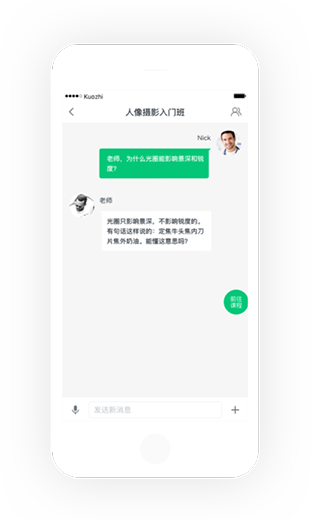 Kuozhi
人像摄影入门班
Nick
老师，为什么光圈能影响景深和锐
度？
老师
光圈只影响景深，不影响锐度的，
有句话这样说的：定焦牛头焦内刀
片焦外奶油，能懂这意思吗？
前往
课程
发送新消息